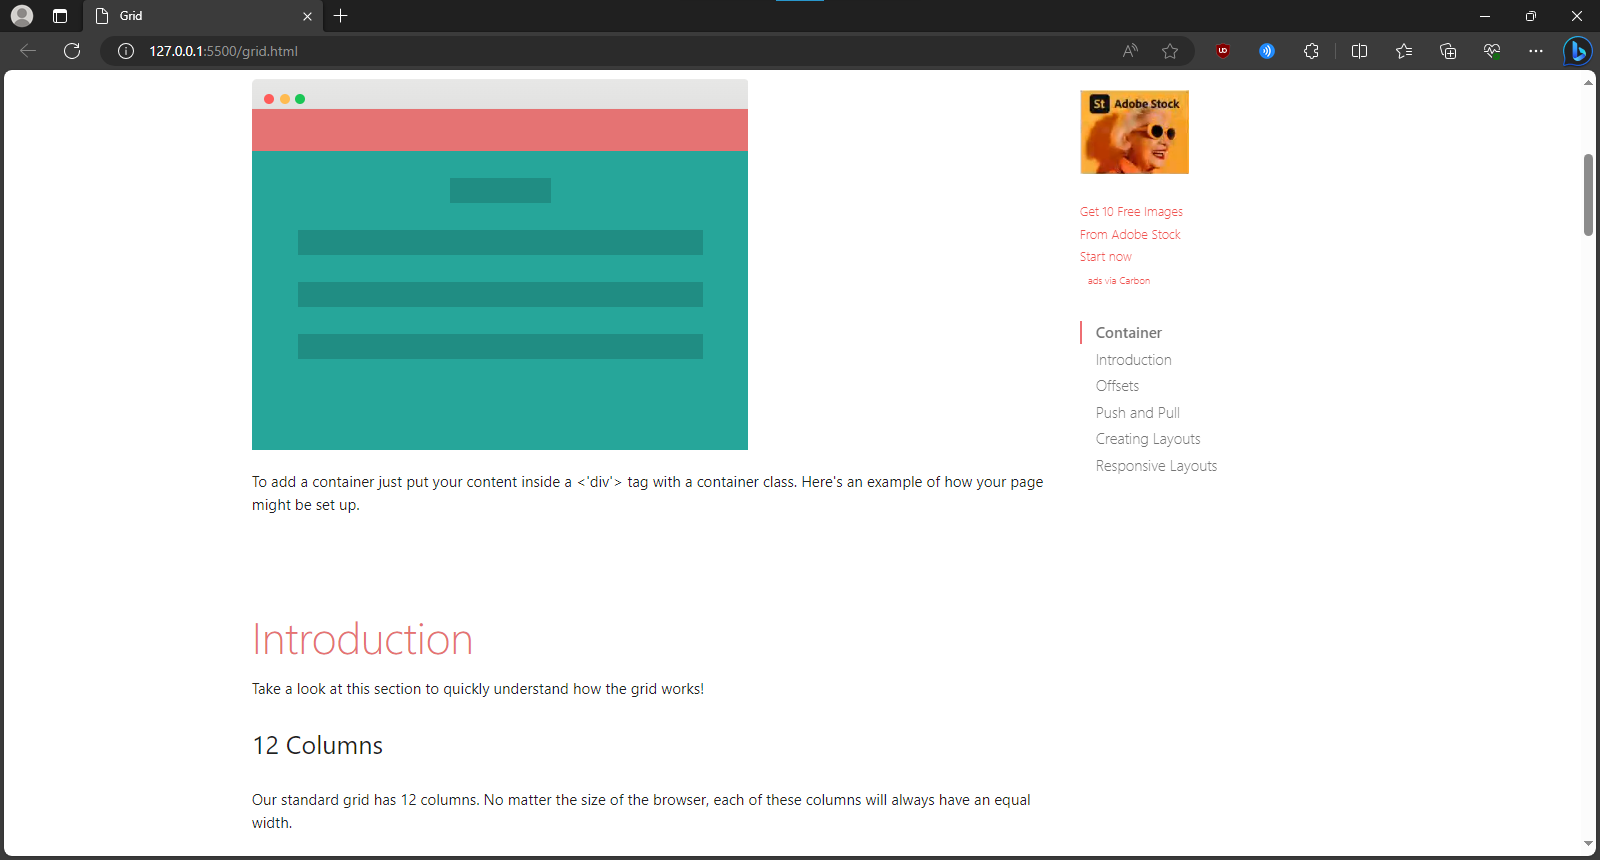 Grid
127.0.0.1:5500/grid.html
St Adobe Stock
Get 10 Free Images
From Adobe Stock
Start now
ads via Carbon
Container
Introduction
Offsets
Push and Pull
Creating Layouts
Responsive Layouts
To add a container just put your content inside a <'div'> tag with a container class. Here's an example of how your page
might be set up.
Introduction
Take a look at this section to quickly understand how the grid works!
12 Columns
Our standard grid has 12 columns. No matter the size of the browser, each of these columns will always have an equal
width.